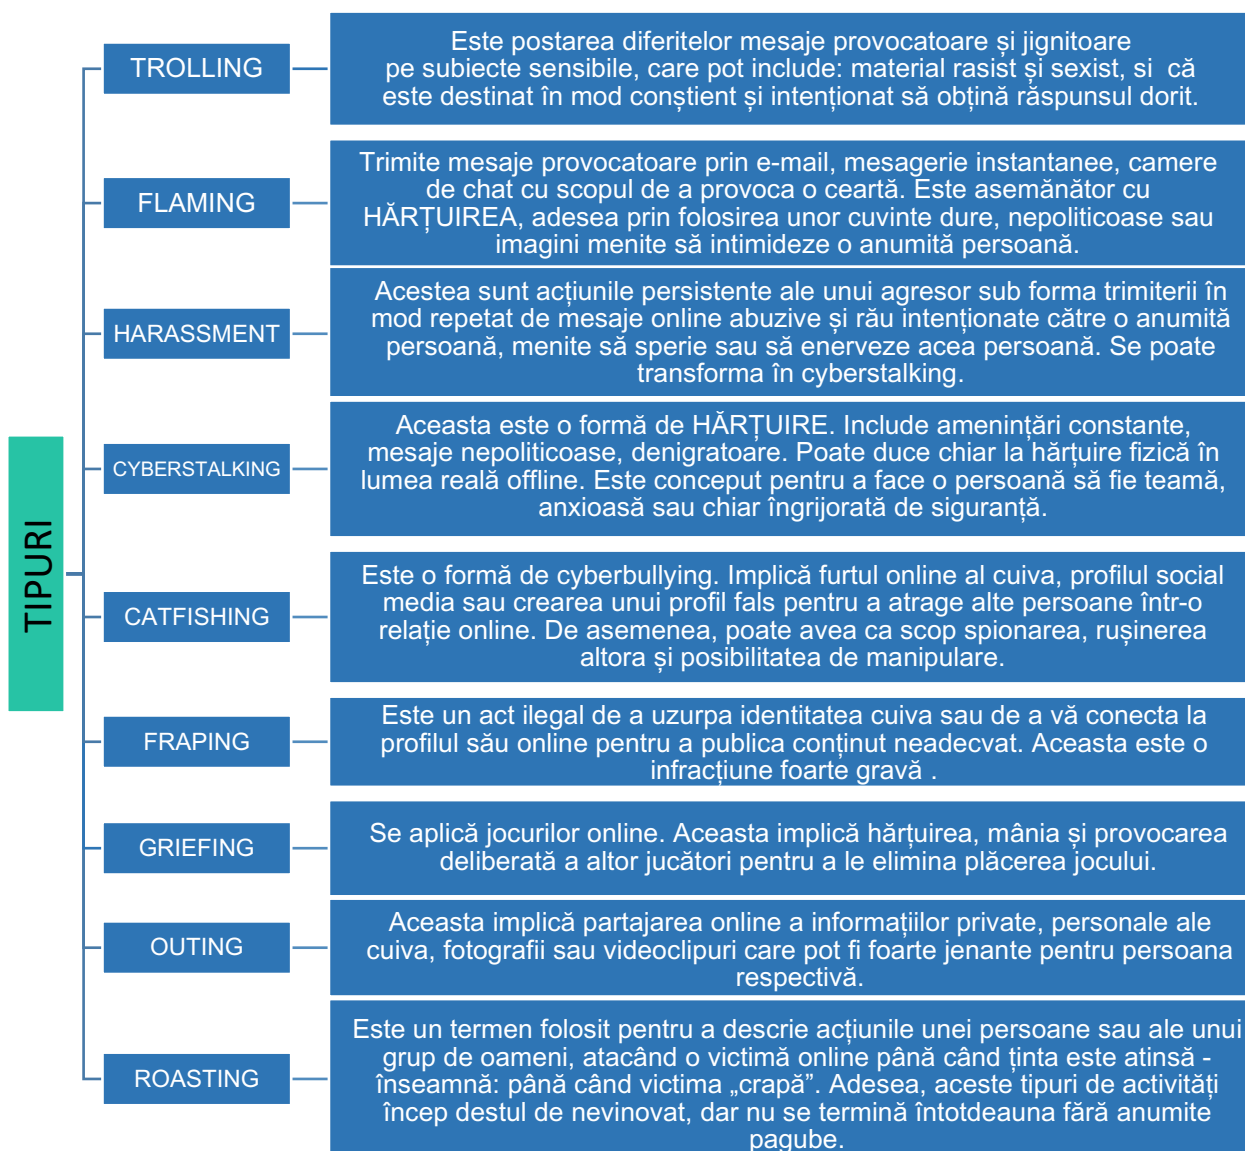 TIPURI
TROLLING
Este postarea diferitelor mesaje provocatoare și jignitoare
pe subiecte sensibile, care pot include: material rasist și sexist, si că
este destinat în mod conștient și intenționat să obțină răspunsul dorit.
FLAMING
Trimite mesaje provocatoare prin e-mail, mesagerie instantanee, camere
de chat cu scopul de a provoca o ceartă. Este asemănător cu
HĂRȚUIREA, adesea prin folosirea unor cuvinte dure, nepoliticoase sau
imagini menite să intimideze o anumită persoană.
HARASSMENT
Acestea sunt acțiunile persistente ale unui agresor sub forma trimiterii în
mod repetat de mesaje online abuzive și rău intenționate către o anumită
persoană, menite să sperie sau să enerveze acea persoană. Se poate
transforma în cyberstalking.
CYBERSTALKING
Aceasta este o formă de HĂRȚUIRE. Include amenințări constante,
mesaje nepoliticoase, denigratoare. Poate duce chiar la hărțuire fizică în
lumea reală offline. Este conceput pentru a face o persoană să fie teamă,
anxioasă sau chiar îngrijorată de siguranță.
CATFISHING
Este o formă de cyberbullying. Implică furtul online al cuiva, profilul social
media sau crearea unui profil fals pentru a atrage alte persoane într-o
relație online. De asemenea, poate avea ca scop spionarea, rușinerea
altora și posibilitatea de manipulare.
FRAPING
Este un act ilegal de a uzurpa identitatea cuiva sau de a vă conecta la
profilul său online pentru a publica conținut neadecvat. Aceasta este o
infracțiune foarte gravă .
GRIEFING
Se aplică jocurilor online. Aceasta implică hărțuirea, mânia și provocarea
deliberată a altor jucători pentru a le elimina plăcerea jocului.
OUTING
Aceasta implică partajarea online a informațiilor private, personale ale
cuiva, fotografii sau videoclipuri care pot fi foarte jenante pentru persoana
respectivă.
ROASTING
Este un termen folosit pentru a descrie acțiunile unei persoane sau ale unui
grup de oameni, atacând o victimă online până când ținta este atinsă -
înseamnă: până când victima „crapă”. Adesea, aceste tipuri de activități
încep destul de nevinovat, dar nu se termină întotdeauna fără anumite
pagube.